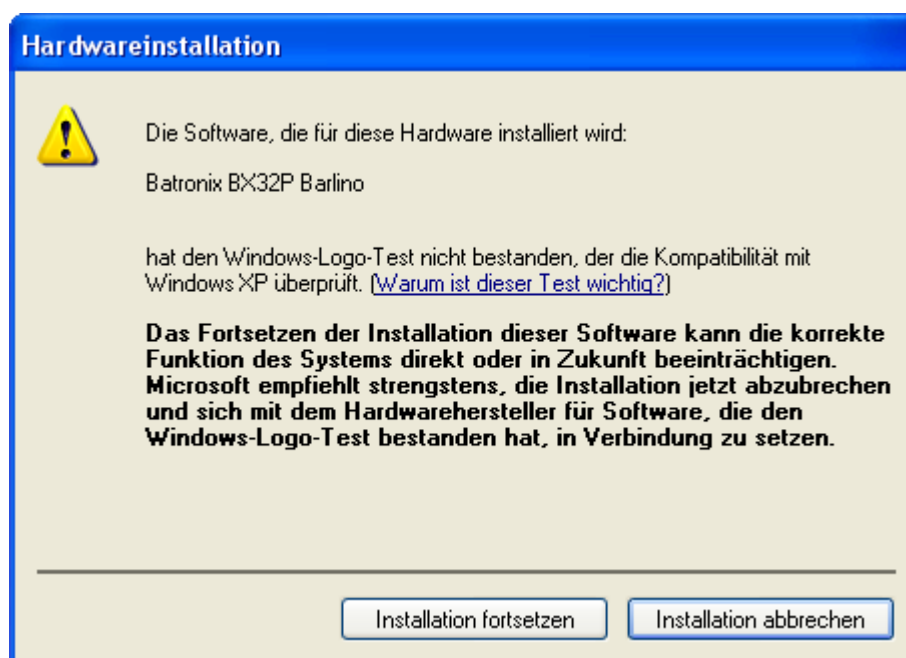 Hardwareinstallation
Die Software, die für diese Hardware installiert wird:
Batronix BX32P Barlino
hat den Windows-Logo-Test nicht bestanden, der die Kompatibilität mit
Windows XP überprüft. (Warum ist dieser Test wichtig?)
Das Fortsetzen der Installation dieser Software kann die korrekte
Funktion des Systems direkt oder in Zukunft beeinträchtigen.
Microsoft empfiehlt strengstens, die Installation jetzt abzubrechen
und sich mit dem Hardwarehersteller für Software, die den
Windows-Logo-Test bestanden hat, in Verbindung zu setzen.
Installation fortsetzen
Installation abbrechen